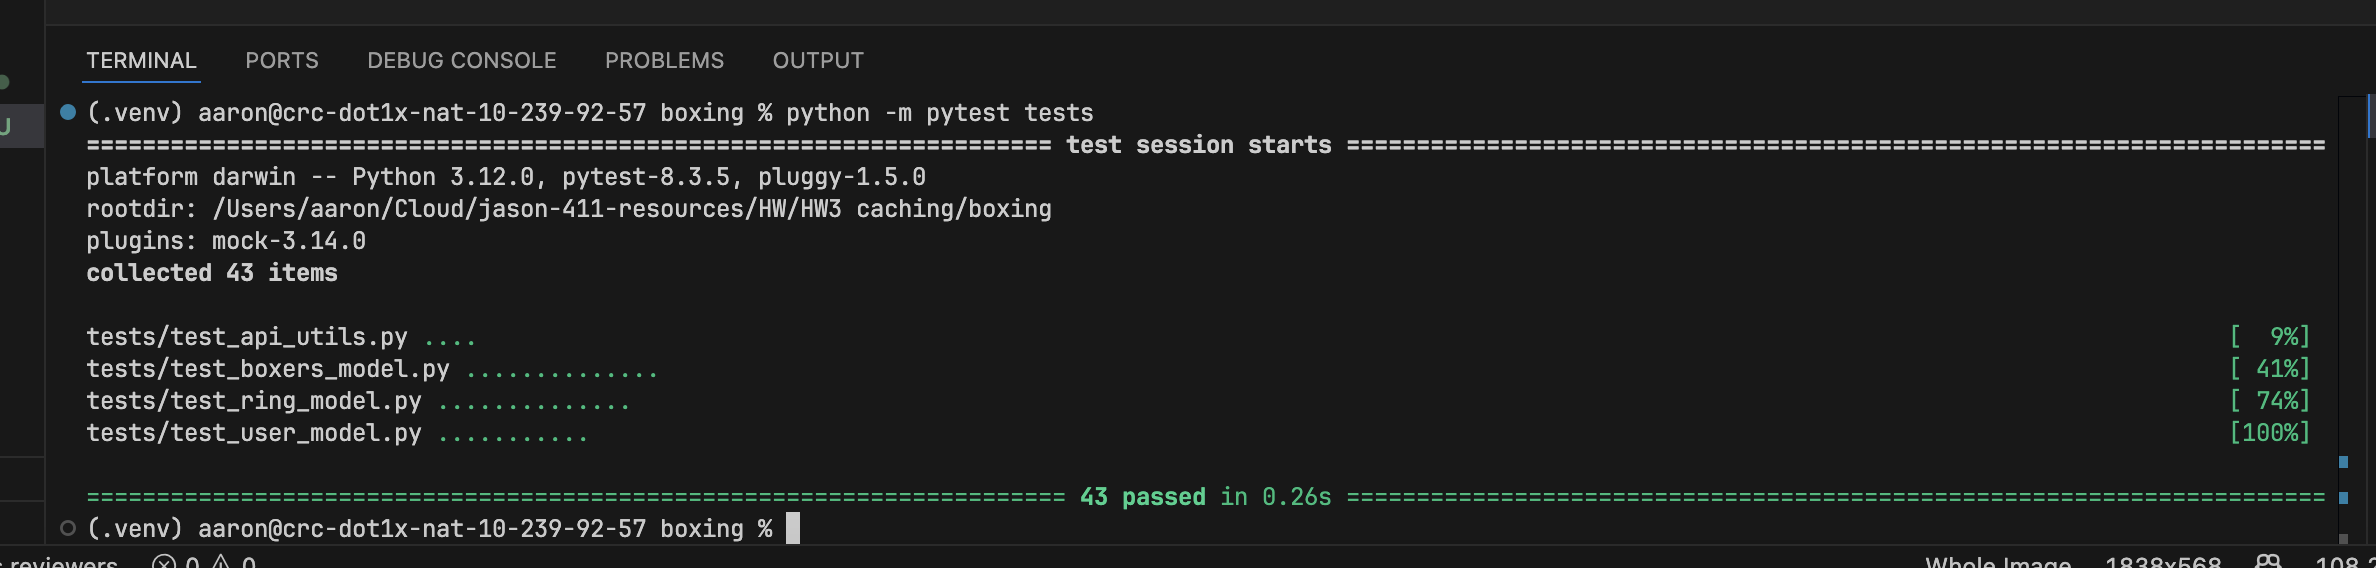 TERMINAL PORTS DEBUG CONSOLE PROBLEMS OUTPUT
(.venv) aaron@crc-dot1x-nat-10-239-92-57 boxing % python -m pytest tests
===================================================================== test session starts ======================================================================
platform darwin -- Python 3.12.0, pytest-8.3.5, pluggy-1.5.0
rootdir: /Users/aaron/Cloud/jason-411-resources/HW/HW3 caching/boxing
plugins: mock-3.14.0
collected 43 items
tests/test_api_utils.py .... [  9%]
tests/test_boxers_model.py .............. [ 41%]
tests/test_ring_model.py .............. [ 74%]
tests/test_user_model.py ........... [100%]
====================================================================== 43 passed in 0.26s ======================================================================
(.venv) aaron@crc-dot1x-nat-10-239-92-57 boxing %
U
reviewers 0 0 Whole Image 1838x568